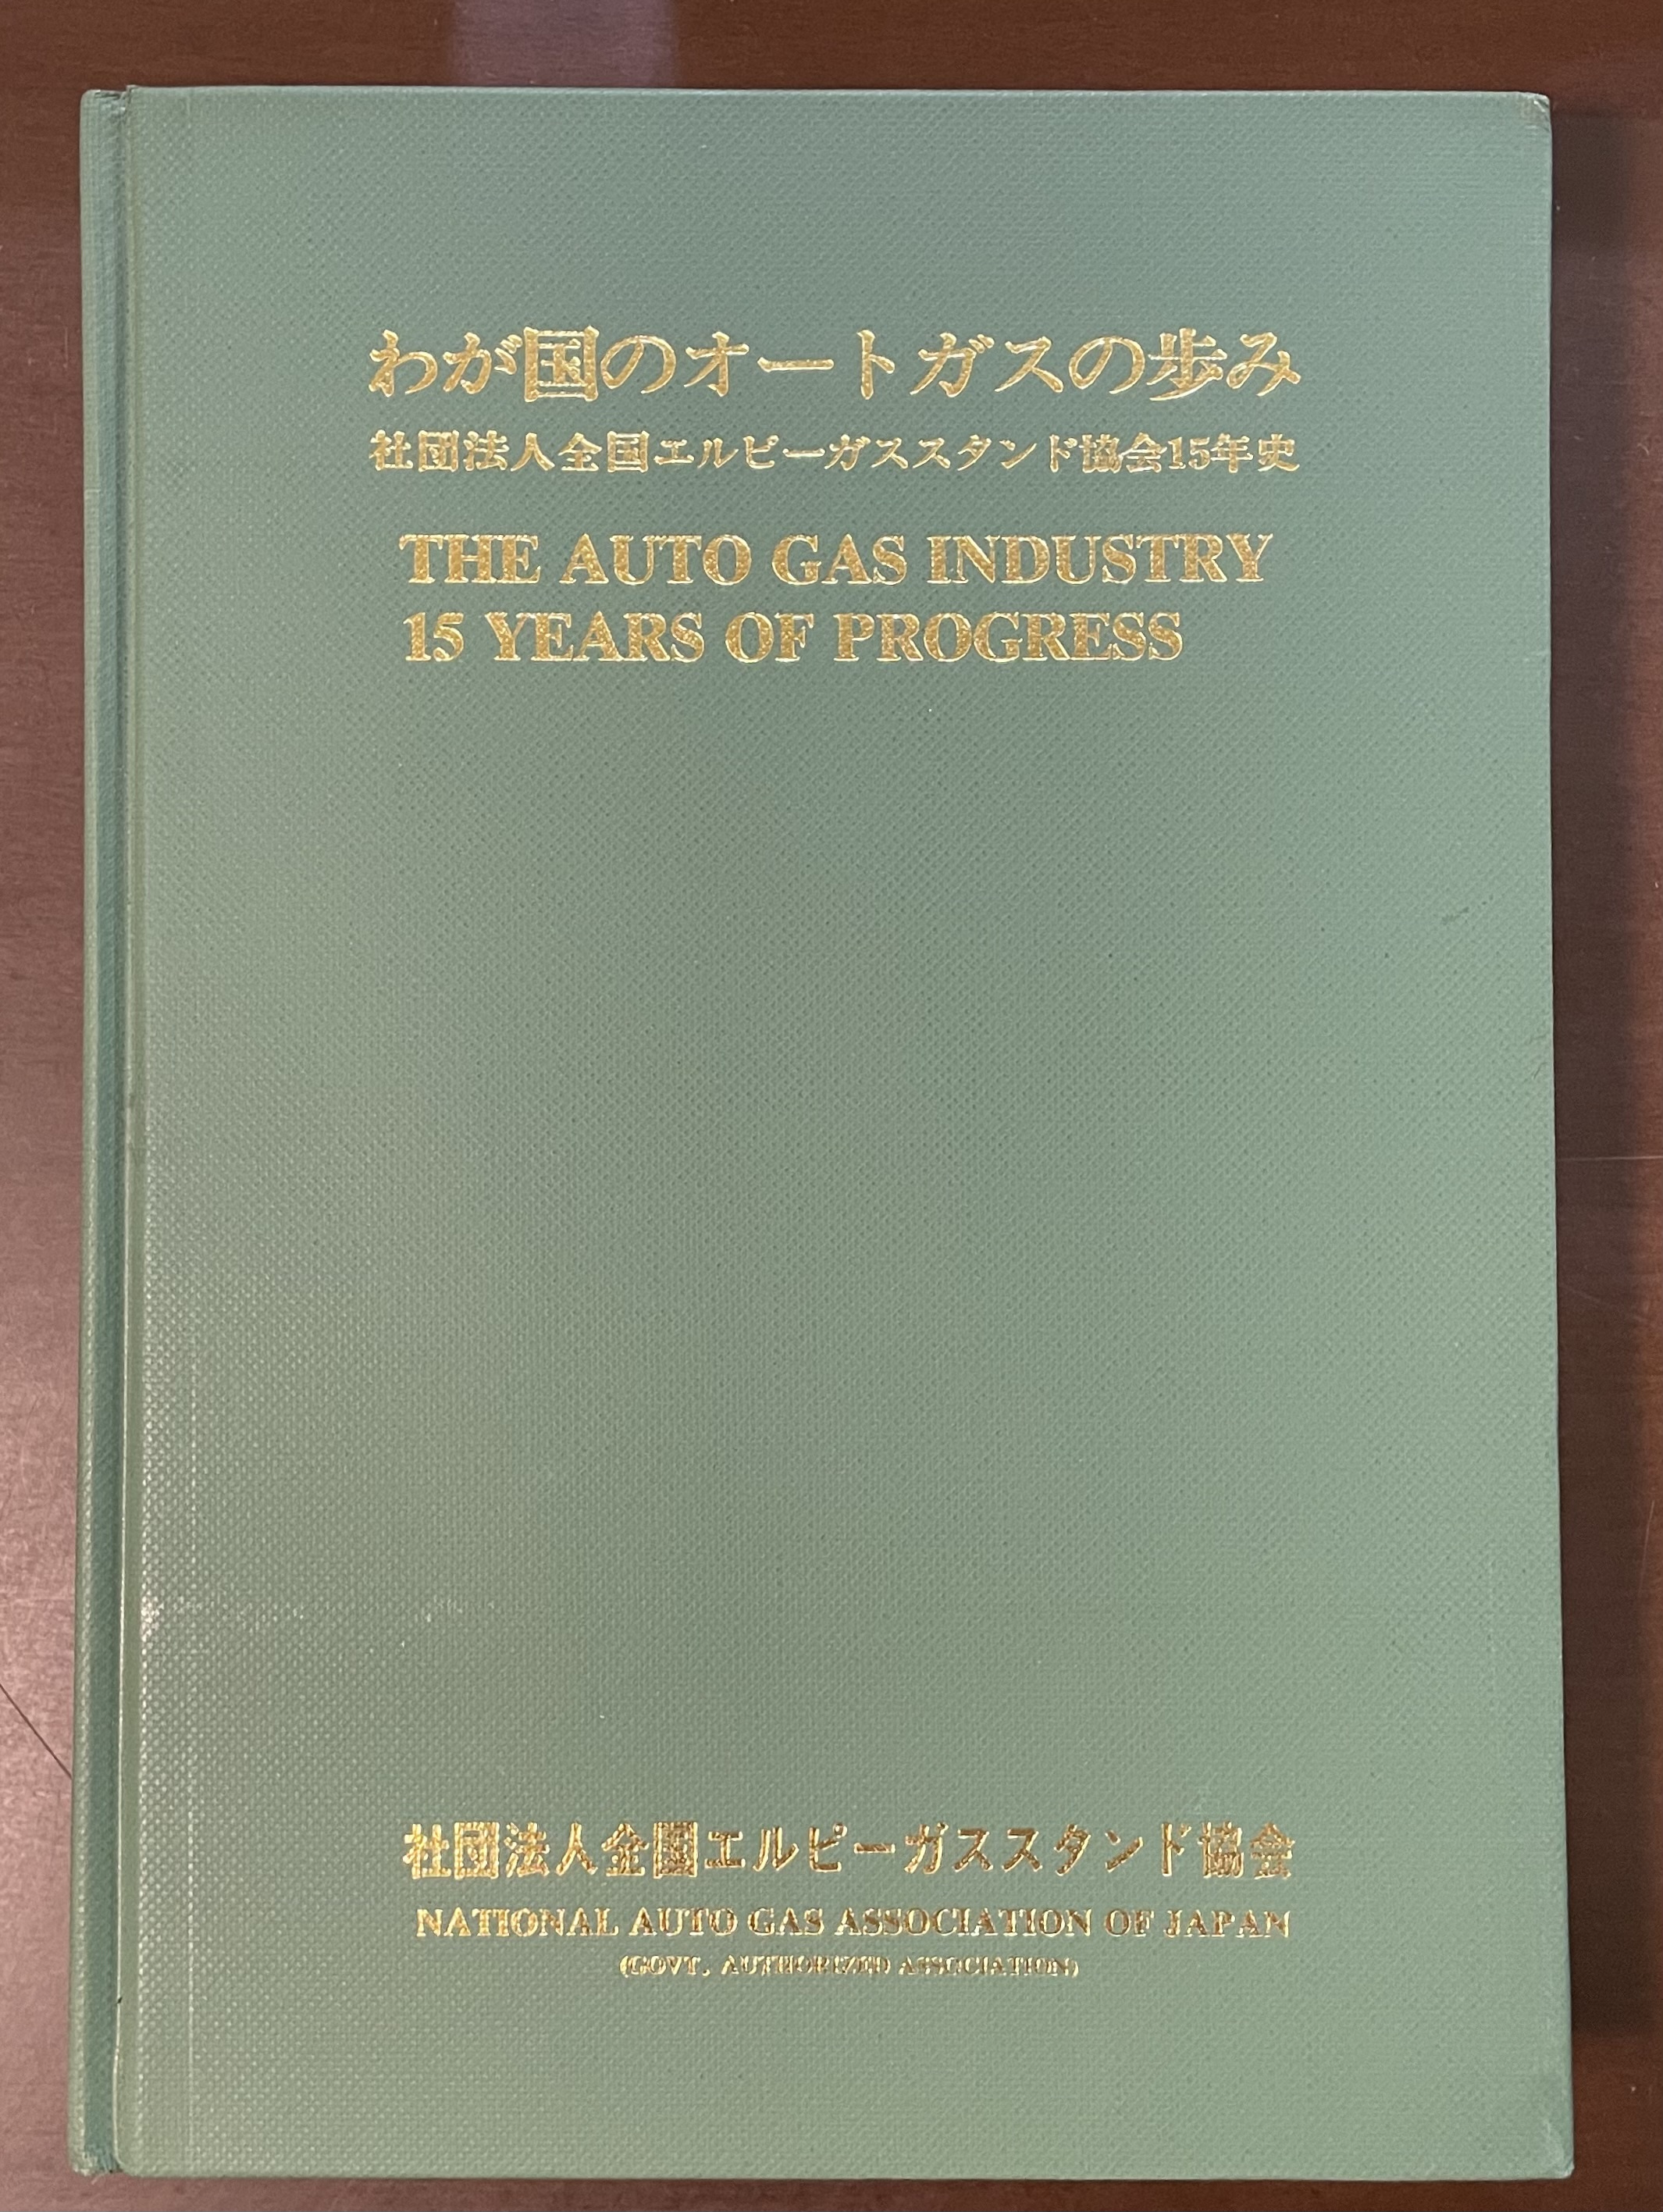 わが国のオートガスの歩み
社団法人全国エルピーガススタンド協会15年史
THE AUTO GAS INDUSTRY
15 YEARS OF PROGRESS
社団法人全国エルピーガススタンド協会
NATIONAL AUTO GAS ASSOCIATION OF JAPAN
(GOVT. AUTHORIZED ASSOCIATION)